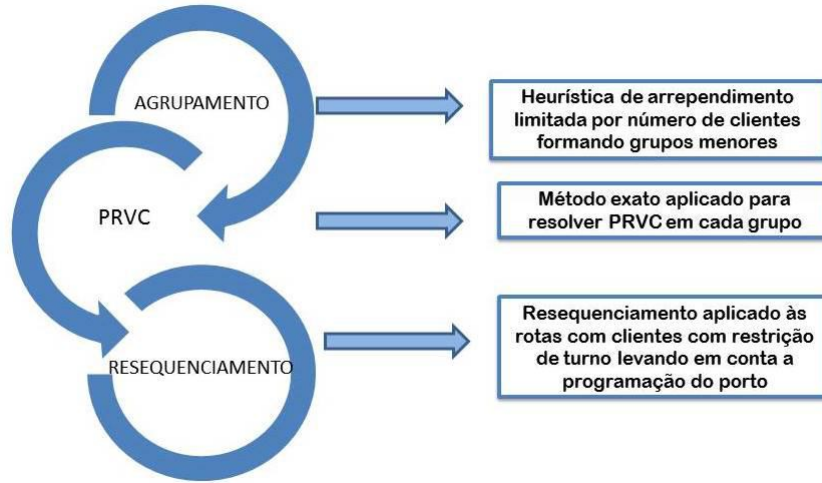 AGRUPAMENTO
Heurística de arrependimento
limitada por número de clientes
formando grupos menores
PRVC
Método exato aplicado para
resolver PRVC em cada grupo
RESEQUENCIAMENTO
Resequenciamento aplicado às
rotas com clientes com restrição
de turno levando em conta a
programação do porto